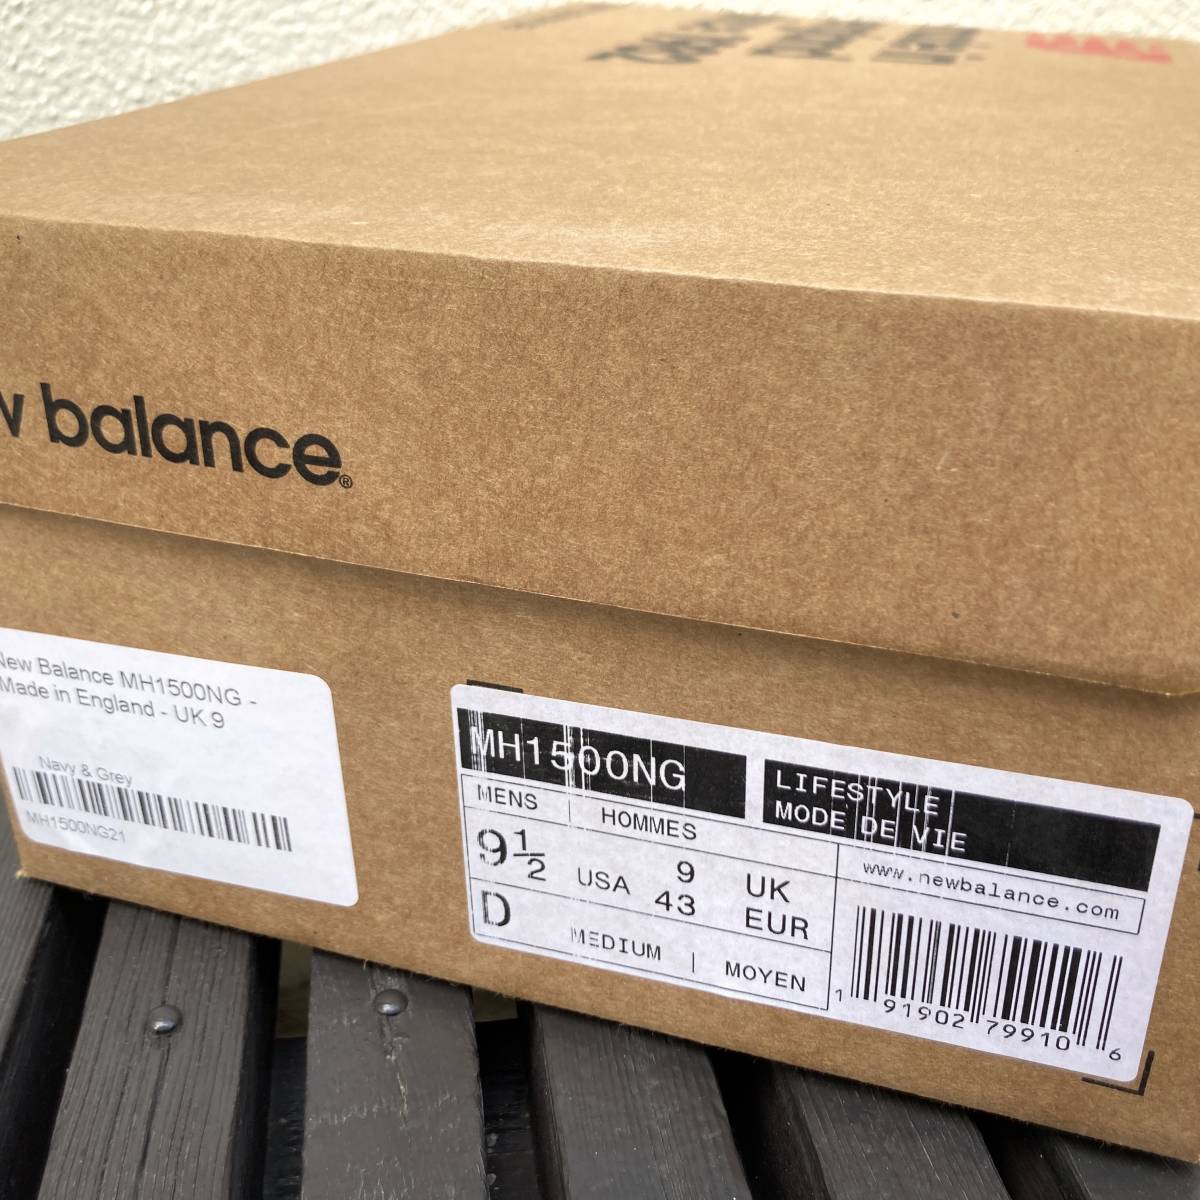 balance®
New Balance MH1500NG -
Made in England - UK 9
Navy & Grey
MH1500NG21
MH1500NG
LIFESTYLE
MODE DE VIE
MENS | HOMMES
9½ USA 9 UK
43 EUR
D MEDIUM | MOYEN
www.newbalance.com
1 91902 79910 6